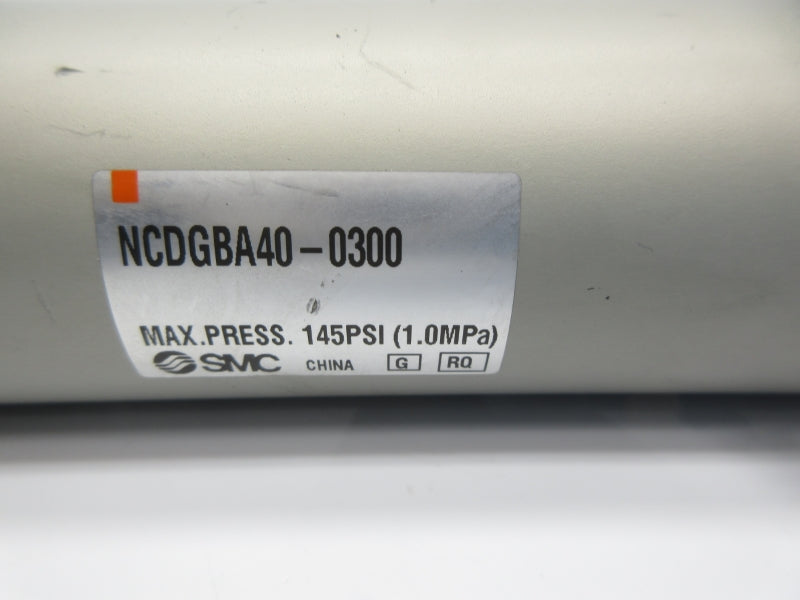 NCDGBA40-0300
MAX.PRESS. 145PSI (1.0MPa)
SMC CHINA G RQ